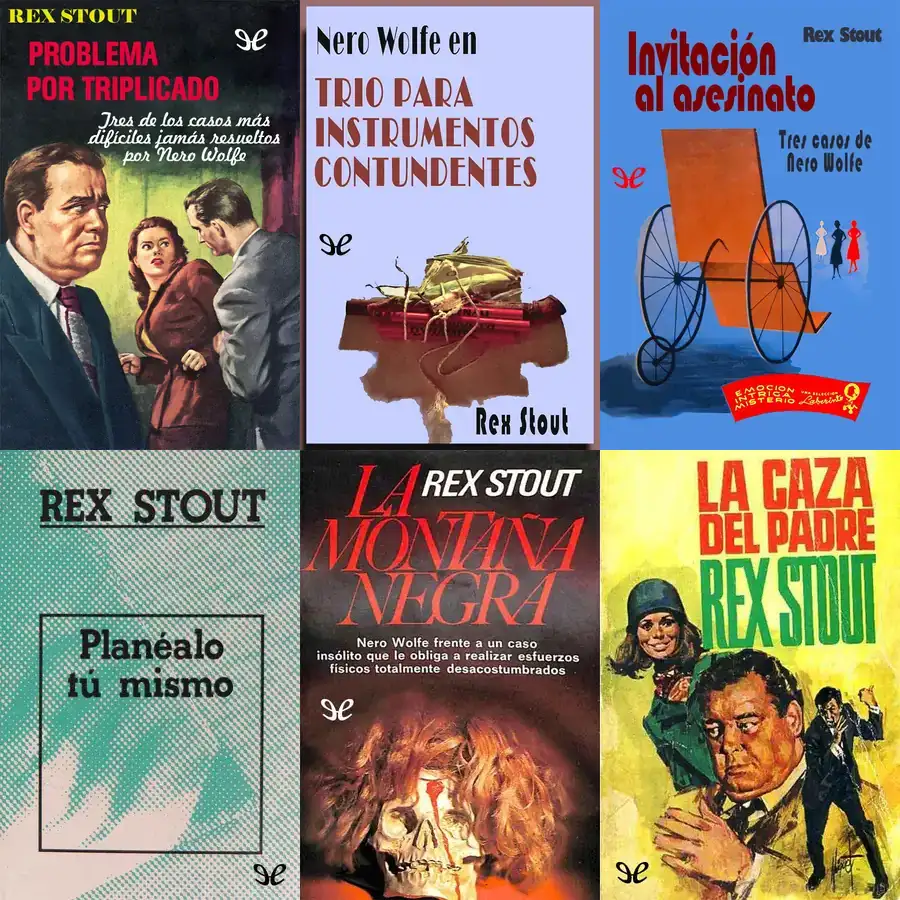 REX STOUT
PROBLEMA
POR TRIPLICADO
Tres de los casos más
difíciles jamás resueltos
por Nero Wolfe
Nero Wolfe en
TRIO PARA
INSTRUMENTOS
CONTUNDENTES
Rex Stout
Rex Stout
Invitación
al asesinato
Tres casos de
Nero Wolfe
EMOCION
INTRIGA
MISTERIO
UNA SELECCION
Laberinto
REX STOUT
Planéalo
tú mismo
REX STOUT
LA
MONTAÑA
NEGRA
Nero Wolfe frente a un caso
insólito que le obliga a realizar esfuerzos
físicos totalmente desacostumbrados
LA CAZA
DEL PADRE
REX STOUT